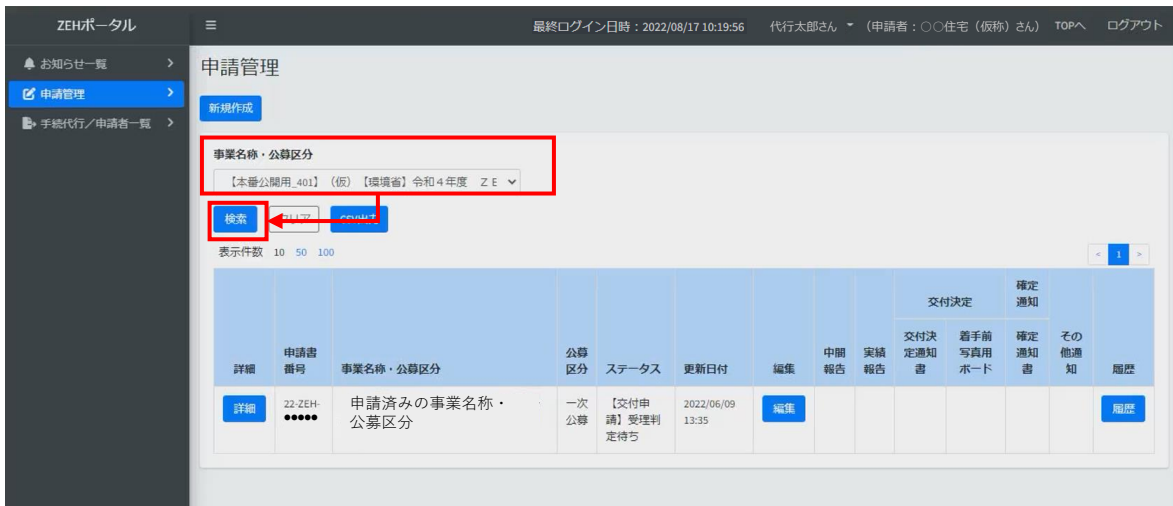 ZEHポータル
最終ログイン日時：2022/08/17 10:19:56 代行太郎さん （申請者：○○住宅（仮称）さん） TOPへ ログアウト
お知らせ一覧
申請管理
手続代行／申請者一覧
申請管理
新規作成
事業名称・公募区分
【本番公開用_401】（仮）【環境省】令和４年度 ＺＥ
検索 クリア CSV出力
表示件数 10 50 100
< 1 >
交付決定 確定通知
詳細 申請書番号 事業名称・公募区分 公募区分 ステータス 更新日付 編集 中間報告 実績報告 交付決定通知書 着手前写真用ボード 確定通知書 その他通知 履歴
詳細 22-ZEH-●●●●● 申請済みの事業名称・公募区分 一次公募 【交付申請】受理判定待ち 2022/06/09 13:35 編集 履歴